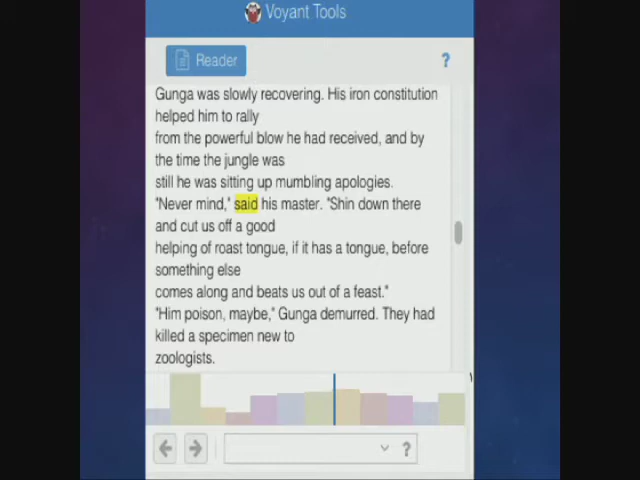 Voyant Tools
Reader
?
Gunga was slowly recovering. His iron constitution
helped him to rally
from the powerful blow he had received, and by
the time the jungle was
still he was sitting up mumbling apologies.
"Never mind," said his master. "Shin down there
and cut us off a good
helping of roast tongue, if it has a tongue, before
something else
comes along and beats us out of a feast."
"Him poison, maybe," Gunga demurred. They had
killed a specimen new to
zoologists.
?